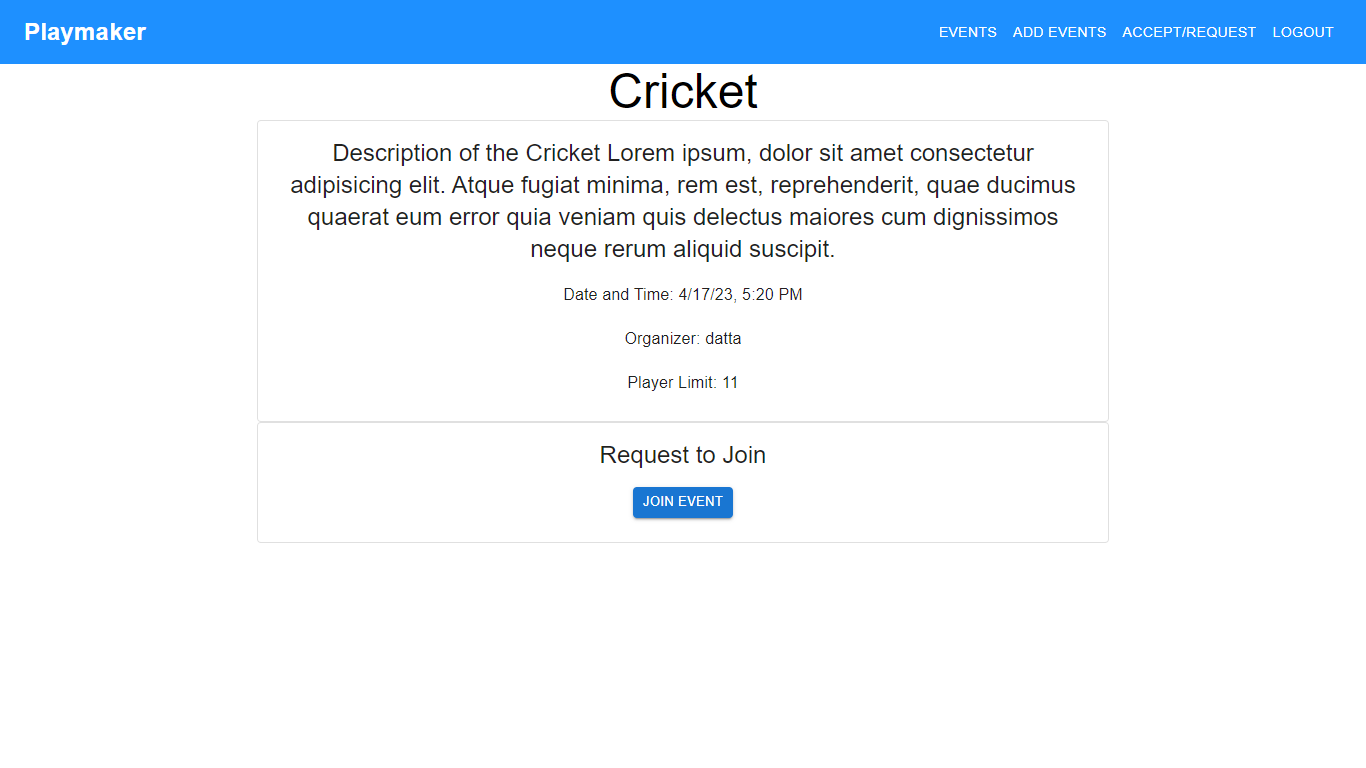 Playmaker
EVENTS ADD EVENTS ACCEPT/REQUEST LOGOUT
Cricket
Description of the Cricket Lorem ipsum, dolor sit amet consectetur
adipisicing elit. Atque fugiat minima, rem est, reprehenderit, quae ducimus
quaerat eum error quia veniam quis delectus maiores cum dignissimos
neque rerum aliquid suscipit.
Date and Time: 4/17/23, 5:20 PM
Organizer: datta
Player Limit: 11
Request to Join
JOIN EVENT